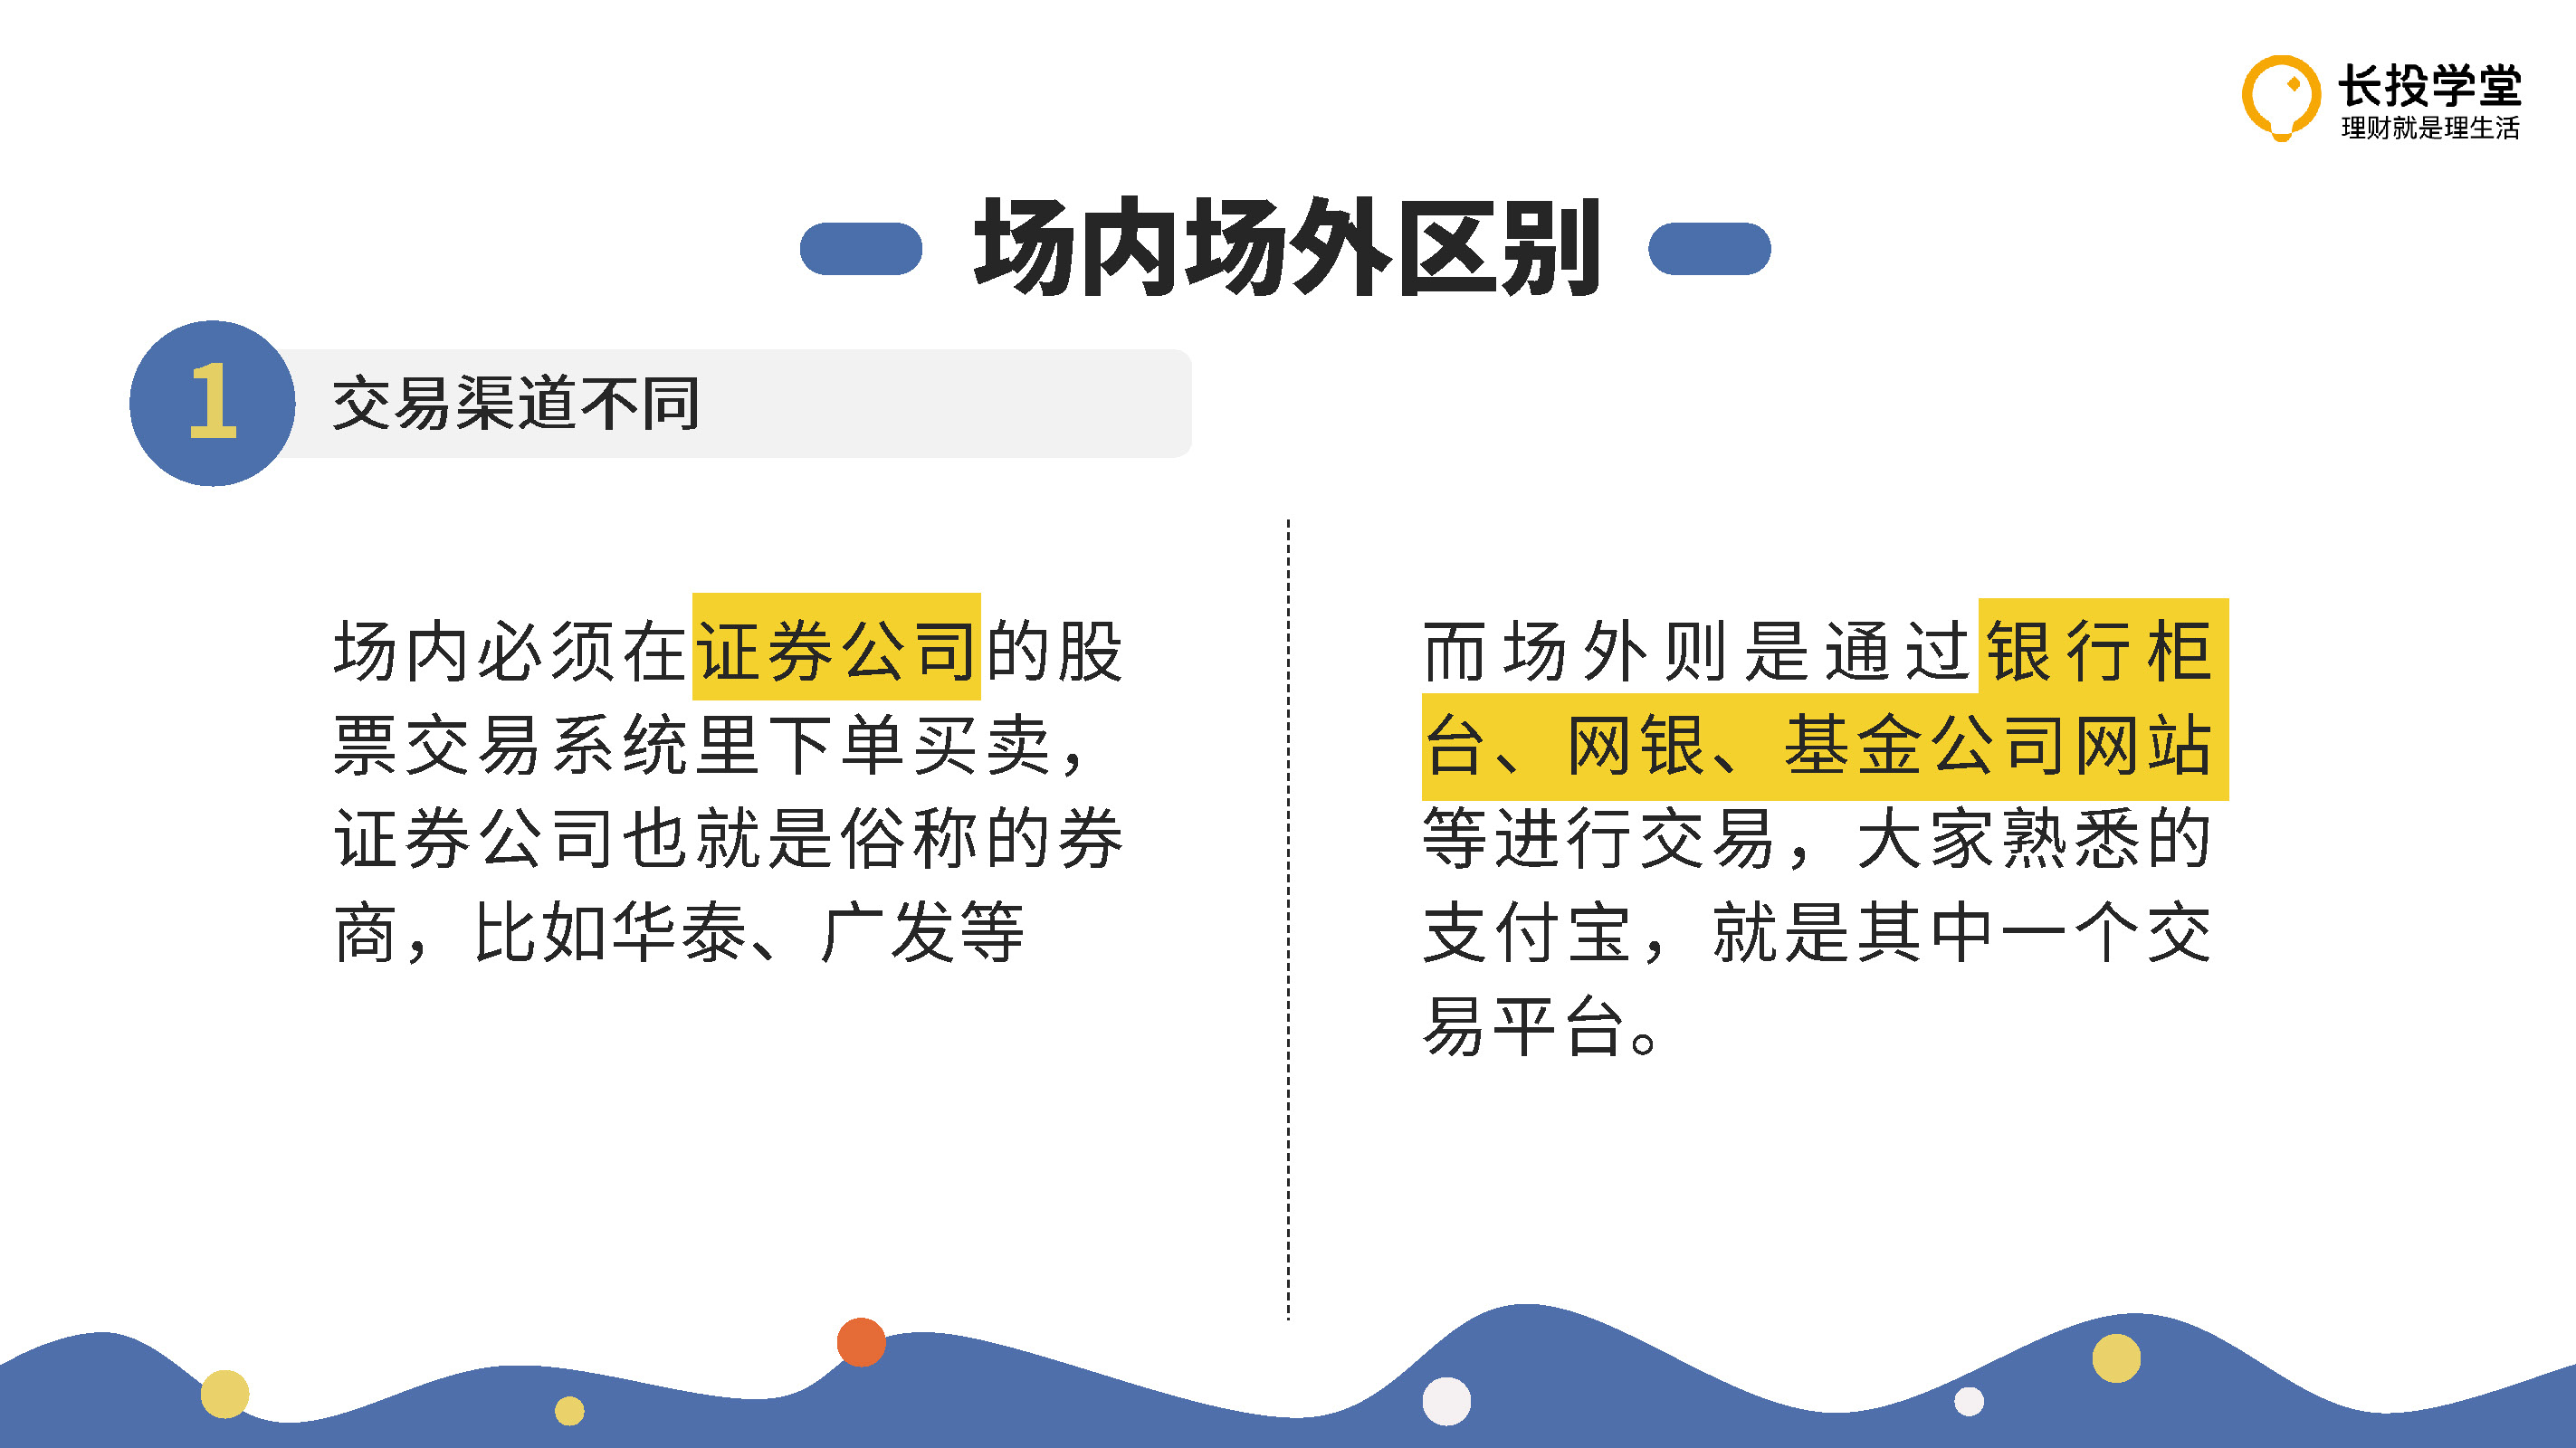 长投学堂
理财就是理生活
场内场外区别
1
交易渠道不同
场内必须在证券公司的股
票交易系统里下单买卖，
证券公司也就是俗称的券
商，比如华泰、广发等
而场外则是通过银行柜
台、网银、基金公司网站
等进行交易，大家熟悉的
支付宝，就是其中一个交
易平台。